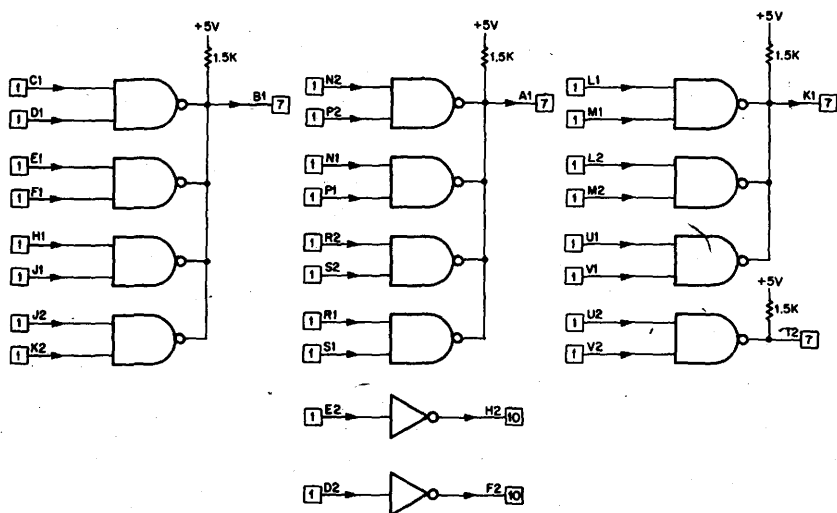 +5V
1.5K
1 C1
1 D1
B1 7
1 E1
1 F1
1 H1
1 J1
1 J2
1 K2
+5V
1.5K
1 N2
1 P2
A1 7
1 N1
1 P1
1 R2
1 S2
1 R1
1 S1
1 E2
H2 10
1 D2
F2 10
+5V
1.5K
1 L1
1 M1
K1 7
1 L2
1 M2
1 U1
1 V1
+5V
1.5K
1 U2
1 V2
T2 7